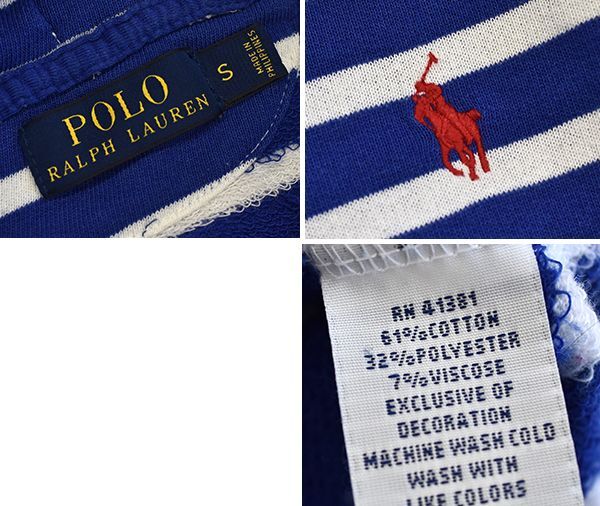 POLO
RALPH LAUREN
S
MADE IN
PHILIPPINES
RN 41381
61%COTTON
32%POLYESTER
7%VISCOSE
EXCLUSIVE OF
DECORATION
MACHINE WASH COLD
WASH WITH
LIKE COLORS